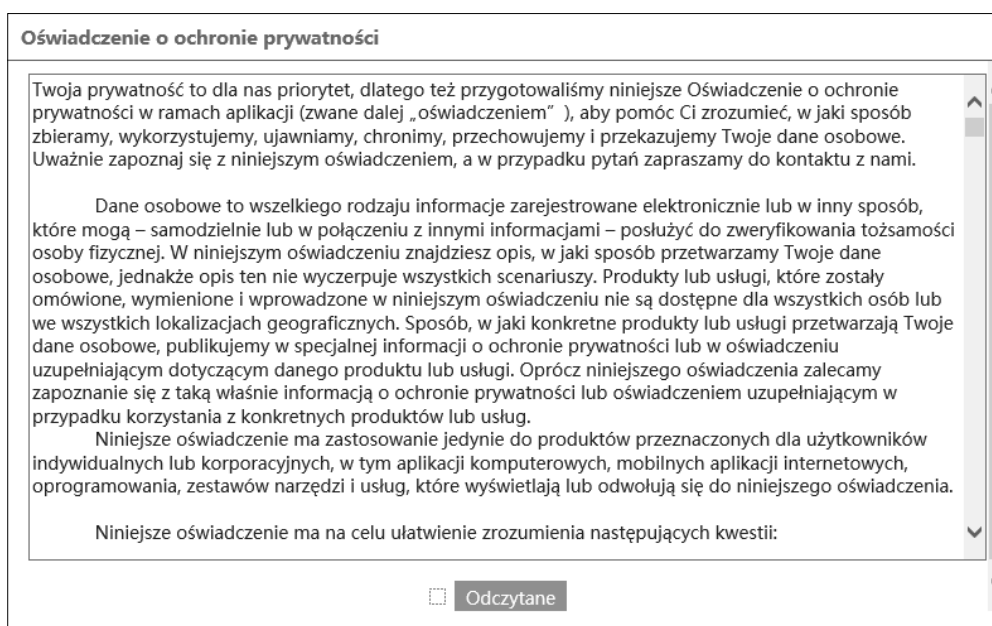 Oświadczenie o ochronie prywatności
Twoja prywatność to dla nas priorytet, dlatego też przygotowaliśmy niniejsze Oświadczenie o ochronie
prywatności w ramach aplikacji (zwane dalej „oświadczeniem” ), aby pomóc Ci zrozumieć, w jaki sposób
zbieramy, wykorzystujemy, ujawniamy, chronimy, przechowujemy i przekazujemy Twoje dane osobowe.
Uważnie zapoznaj się z niniejszym oświadczeniem, a w przypadku pytań zapraszamy do kontaktu z nami.
Dane osobowe to wszelkiego rodzaju informacje zarejestrowane elektronicznie lub w inny sposób,
które mogą – samodzielnie lub w połączeniu z innymi informacjami – posłużyć do zweryfikowania tożsamości
osoby fizycznej. W niniejszym oświadczeniu znajdziesz opis, w jaki sposób przetwarzamy Twoje dane
osobowe, jednakże opis ten nie wyczerpuje wszystkich scenariuszy. Produkty lub usługi, które zostały
omówione, wymienione i wprowadzone w niniejszym oświadczeniu nie są dostępne dla wszystkich osób lub
we wszystkich lokalizacjach geograficznych. Sposób, w jaki konkretne produkty lub usługi przetwarzają Twoje
dane osobowe, publikujemy w specjalnej informacji o ochronie prywatności lub w oświadczeniu
uzupełniającym dotyczącym danego produktu lub usługi. Oprócz niniejszego oświadczenia zalecamy
zapoznanie się z taką właśnie informacją o ochronie prywatności lub oświadczeniem uzupełniającym w
przypadku korzystania z konkretnych produktów lub usług.
Niniejsze oświadczenie ma zastosowanie jedynie do produktów przeznaczonych dla użytkowników
indywidualnych lub korporacyjnych, w tym aplikacji komputerowych, mobilnych aplikacji internetowych,
oprogramowania, zestawów narzędzi i usług, które wyświetlają lub odwołują się do niniejszego oświadczenia.
Niniejsze oświadczenie ma na celu ułatwienie zrozumienia następujących kwestii:
Odczytane